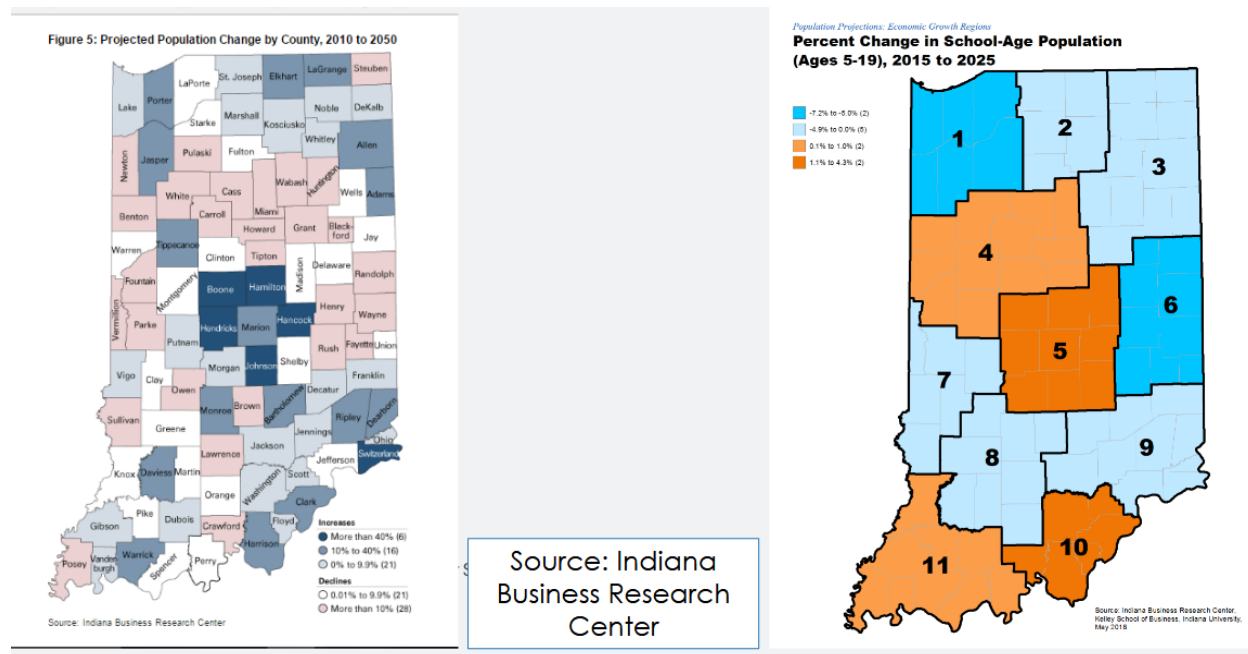 Figure 5: Projected Population Change by County, 2010 to 2050
LaPorte
St. Joseph
Elkhart
LaGrange
Steuben
Lake
Porter
Noble
DeKalb
Starke
Marshall
Kosciusko
Whitley
Allen
Newton
Jasper
Pulaski
Fulton
Wabash
Huntington
Wells
Adams
White
Cass
Miami
Benton
Carroll
Howard
Grant
Black-
ford
Jay
Warren
Tippecanoe
Clinton
Tipton
Madison
Delaware
Randolph
Fountain
Montgomery
Boone
Hamilton
Henry
Wayne
Vermillion
Parke
Hendricks
Marion
Hancock
Putnam
Rush
Fayette
Union
Morgan
Johnson
Shelby
Franklin
Vigo
Clay
Owen
Decatur
Monroe
Brown
Bartholomew
Ripley
Dearborn
Sullivan
Greene
Jennings
Ohio
Jackson
Lawrence
Jefferson
Switzerland
Knox
Daviess
Martin
Washington
Scott
Orange
Clark
Pike
Dubois
Gibson
Crawford
Floyd
Harrison
Posey
Vander-
burgh
Warrick
Spencer
Perry
Increases
More than 40% (6)
10% to 40% (16)
0% to 9.9% (21)
Declines
0.01% to 9.9% (21)
More than 10% (28)
Source: Indiana Business Research Center
Source: Indiana
Business Research
Center
Population Projections: Economic Growth Regions
Percent Change in School-Age Population
(Ages 5-19), 2015 to 2025
-7.2% to -6.0% (2)
-4.9% to 0.0% (5)
0.1% to 1.0% (2)
1.1% to 4.3% (2)
1
2
3
4
5
6
7
8
9
10
11
Source: Indiana Business Research Center,
Kelley School of Business, Indiana University,
May 2018